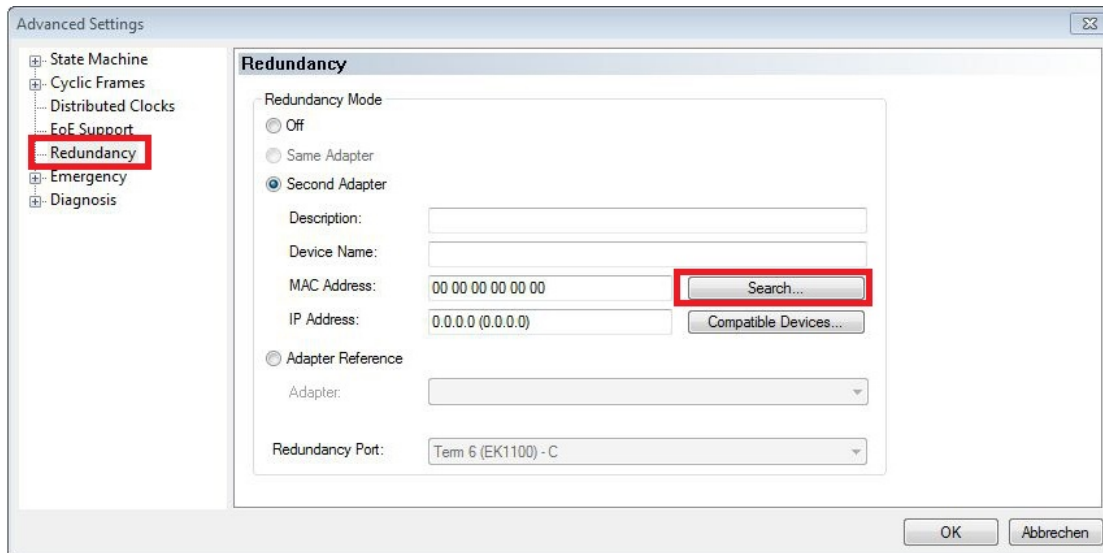 Advanced Settings
State Machine
Cyclic Frames
Distributed Clocks
EoE Support
Redundancy
Emergency
Diagnosis
Redundancy
Redundancy Mode
Off
Same Adapter
Second Adapter
Description:
Device Name:
MAC Address: 00 00 00 00 00 00 Search...
IP Address: 0.0.0.0 (0.0.0.0) Compatible Devices...
Adapter Reference
Adapter:
Redundancy Port: Term 6 (EK1100) - C
OK Abbrechen